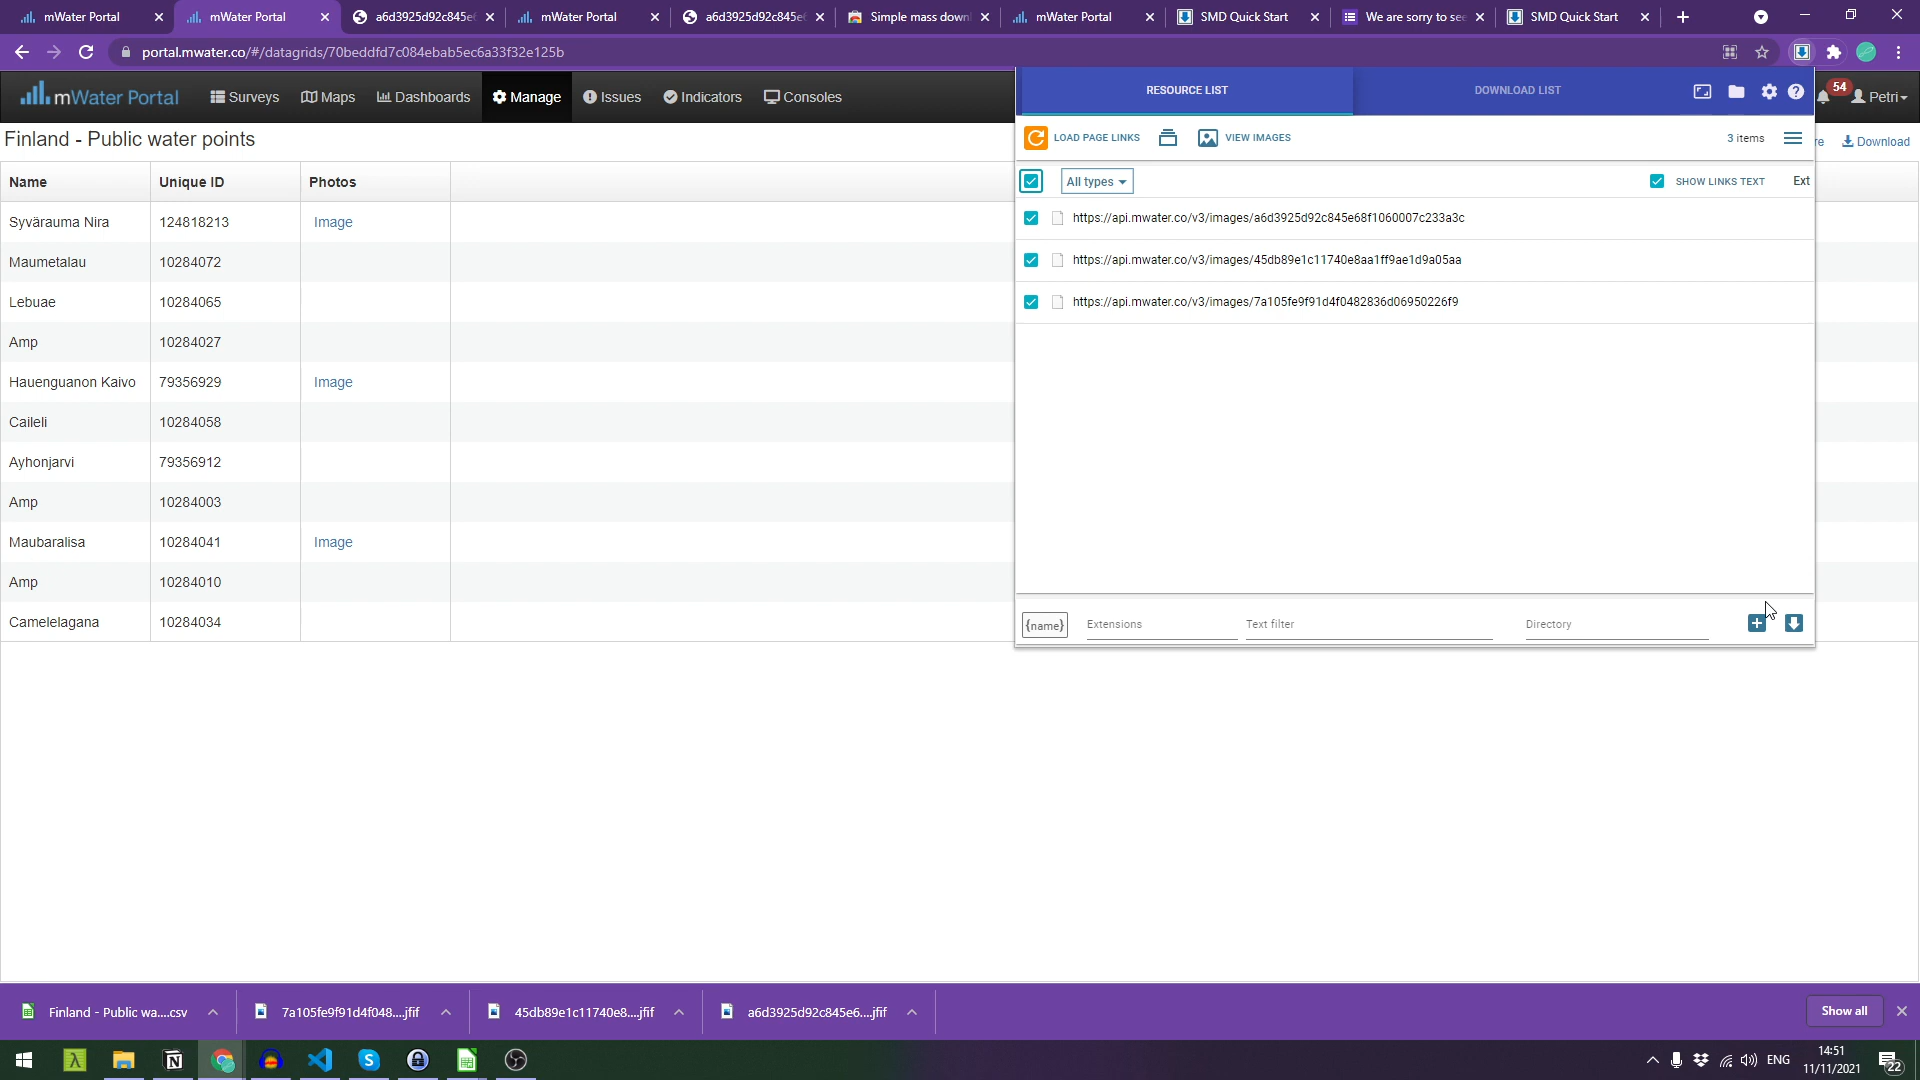 mWater Portal
mWater Portal
a6d3925d92c845e6
mWater Portal
a6d3925d92c845e6
Simple mass down
mWater Portal
SMD Quick Start
We are sorry to see
SMD Quick Start
portal.mwater.co/#/datagrids/70beddfd7c084ebab5ec6a33f32e125b
mWater Portal Surveys Maps Dashboards Manage Issues Indicators Consoles
54
Petri
Finland - Public water points
Download
Name Unique ID Photos
Syvärauma Nira 124818213 Image
Maumetalau 10284072
Lebuae 10284065
Amp 10284027
Hauenguanon Kaivo 79356929 Image
Caileli 10284058
Ayhonjarvi 79356912
Amp 10284003
Maubaralisa 10284041 Image
Amp 10284010
Camelelagana 10284034
RESOURCE LIST DOWNLOAD LIST
LOAD PAGE LINKS VIEW IMAGES 3 items
All types SHOW LINKS TEXT Ext
https://api.mwater.co/v3/images/a6d3925d92c845e68f1060007c233a3c
https://api.mwater.co/v3/images/45db89e1c11740e8aa1ff9ae1d9a05aa
https://api.mwater.co/v3/images/7a105fe9f91d4f0482836d06950226f9
{name} Extensions Text filter Directory
Finland - Public wa....csv
7a105fe9f91d4f048....jfif
45db89e1c11740e8....jfif
a6d3925d92c845e6....jfif
Show all
ENG
14:51
11/11/2021
22